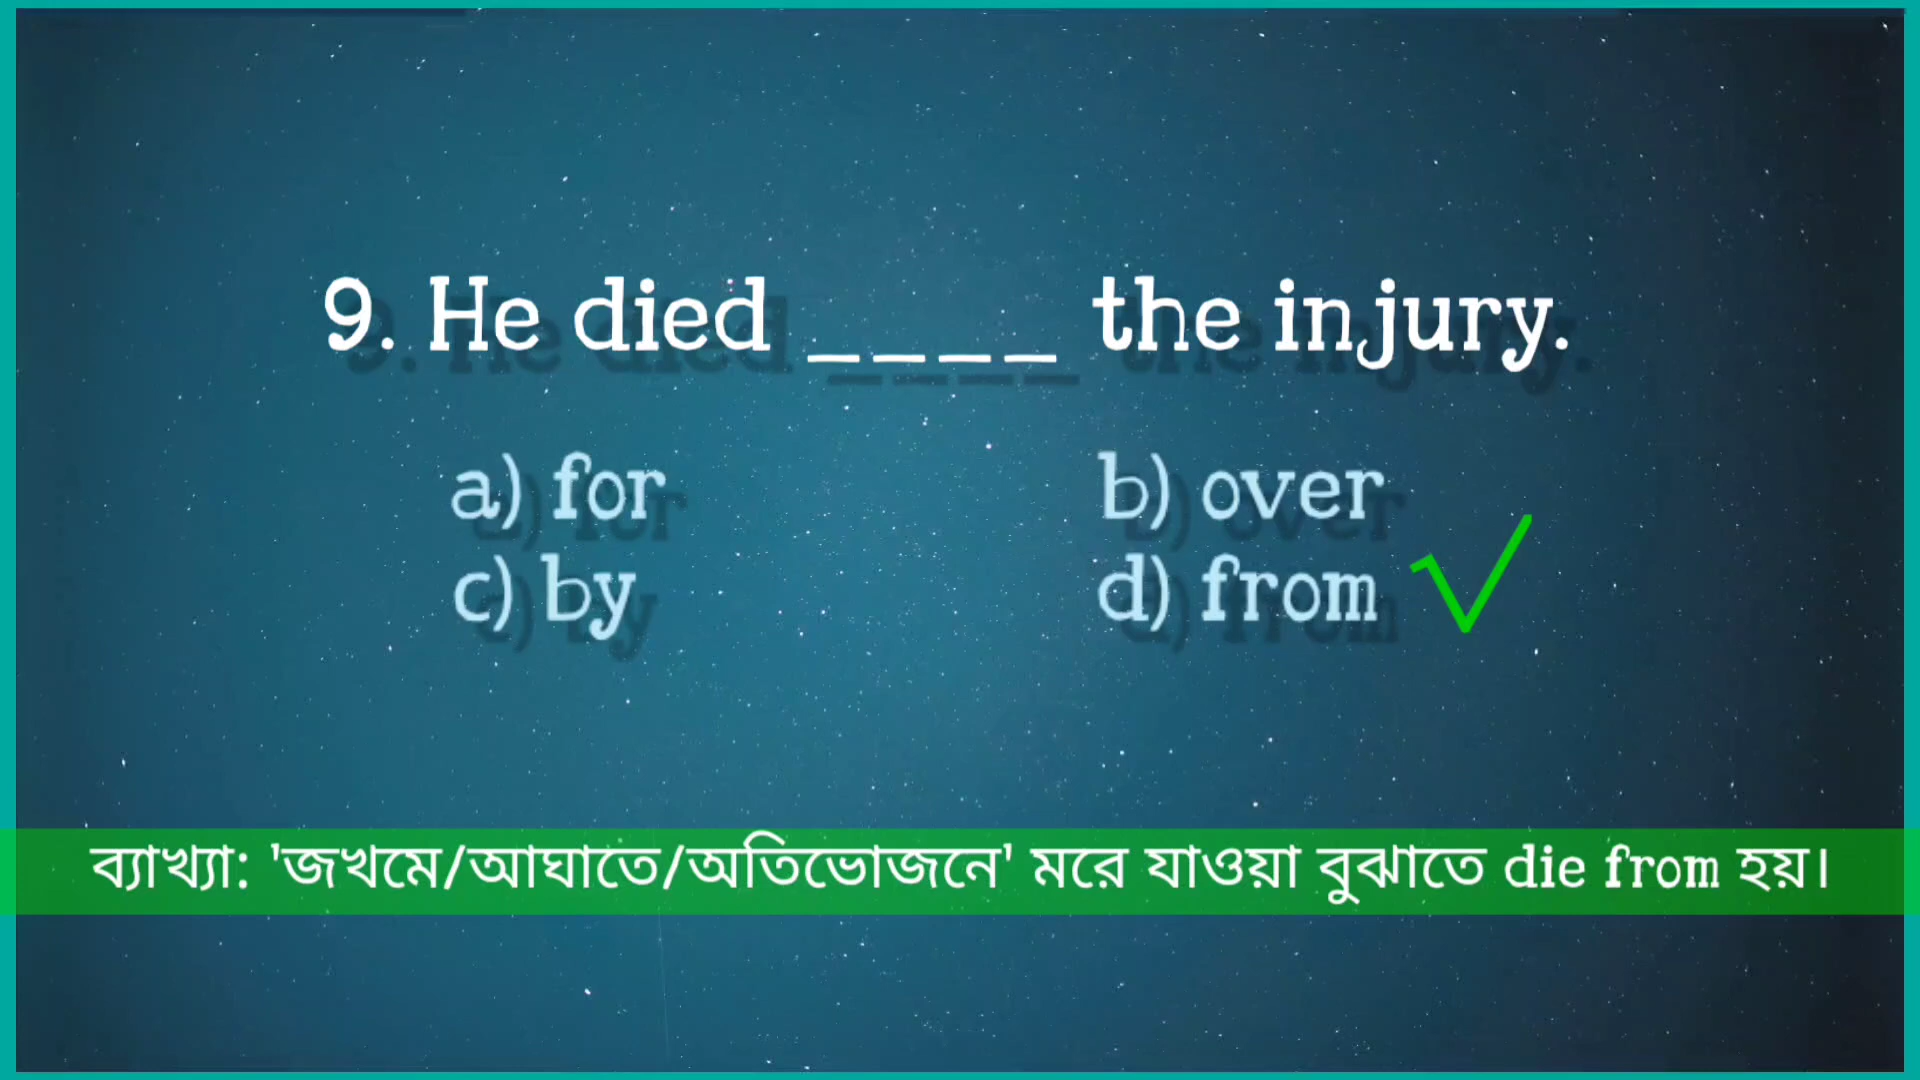 9. He died ____ the injury.
a) for b) over
c) by d) from
ব্যাখ্যা: 'জখমে/আঘাতে/অতিভোজনে' মরে যাওয়া বুঝাতে die from হয়।